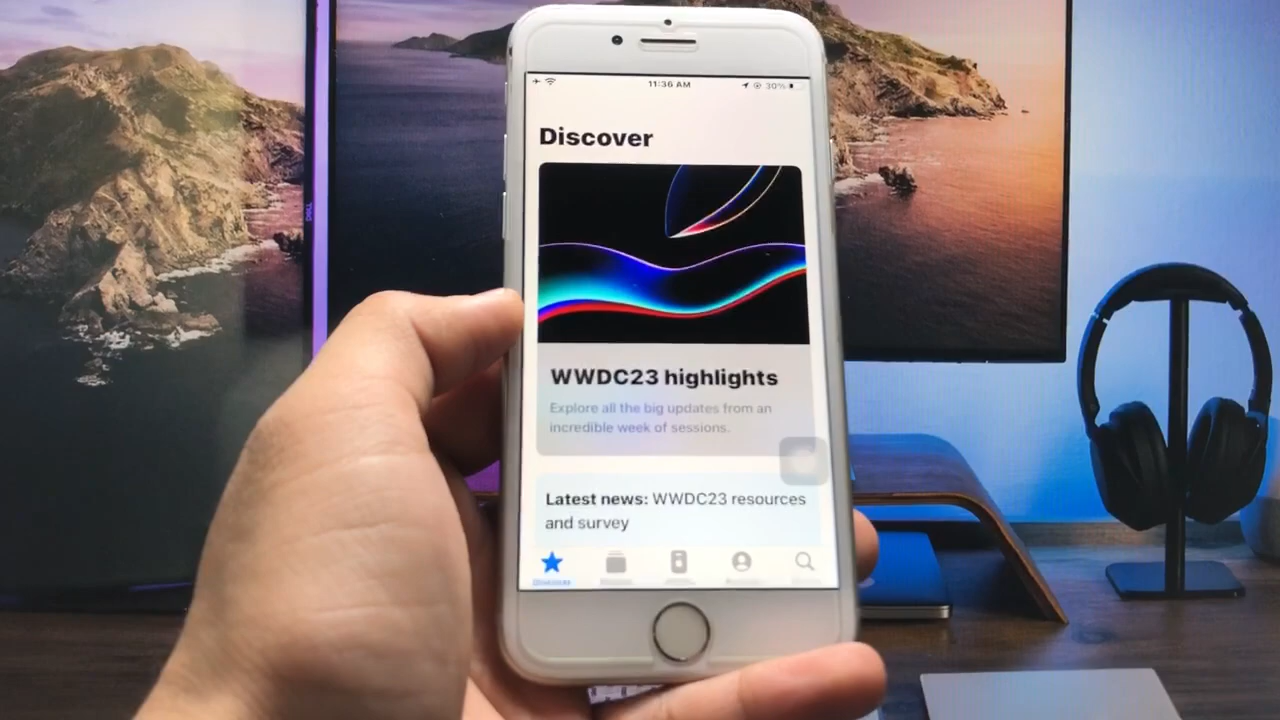 11:36 AM
30%
Discover
WWDC23 highlights
Explore all the big updates from an
incredible week of sessions.
Latest news: WWDC23 resources
and survey
Discover